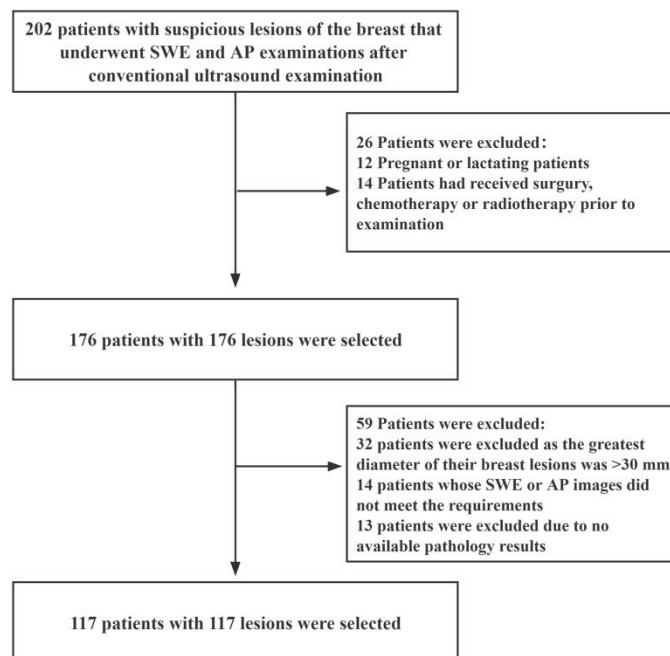 202 patients with suspicious lesions of the breast that
underwent SWE and AP examinations after
conventional ultrasound examination
26 Patients were excluded:
12 Pregnant or lactating patients
14 Patients had received surgury,
chemotherapy or radiotherapy prior to
examination
176 patients with 176 lesions were selected
59 Patients were excluded:
32 patients were excluded as the greatest
diameter of their breast lesions was >30 mm
14 patients whose SWE or AP images did
not meet the requirements
13 patients were excluded due to no
available pathology results
117 patients with 117 lesions were selected